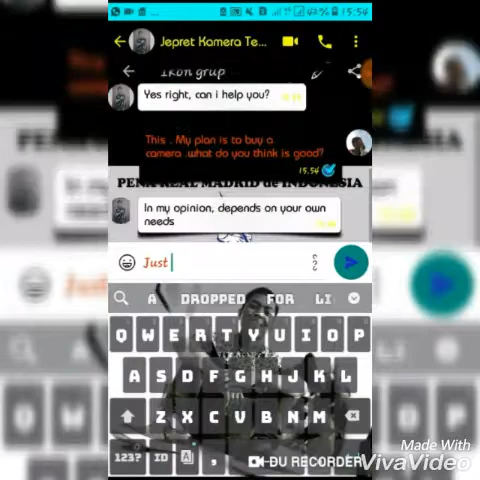 42% 15:54
Jepret Kamera Te...
Ikon grup
Yes right, can i help you?
This . My plan is to buy a
camera .what do you think is good?
15.54
PENA REAL MADRID de INDONESIA
In my opinion, depends on your own
needs
Just
A DROPPED FOR LI
Q W E R T Y U I O P
A S D F G H J K L
Z X C V B N M
123? ID , DU RECORDER
Made With
VivaVideo